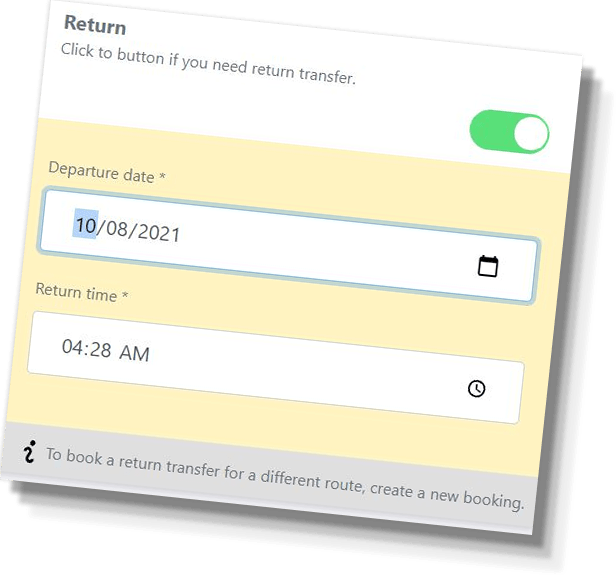 Return
Click to button if you need return transfer.
Departure date *
10/08/2021
Return time *
04:28 AM
To book a return transfer for a different route, create a new booking.